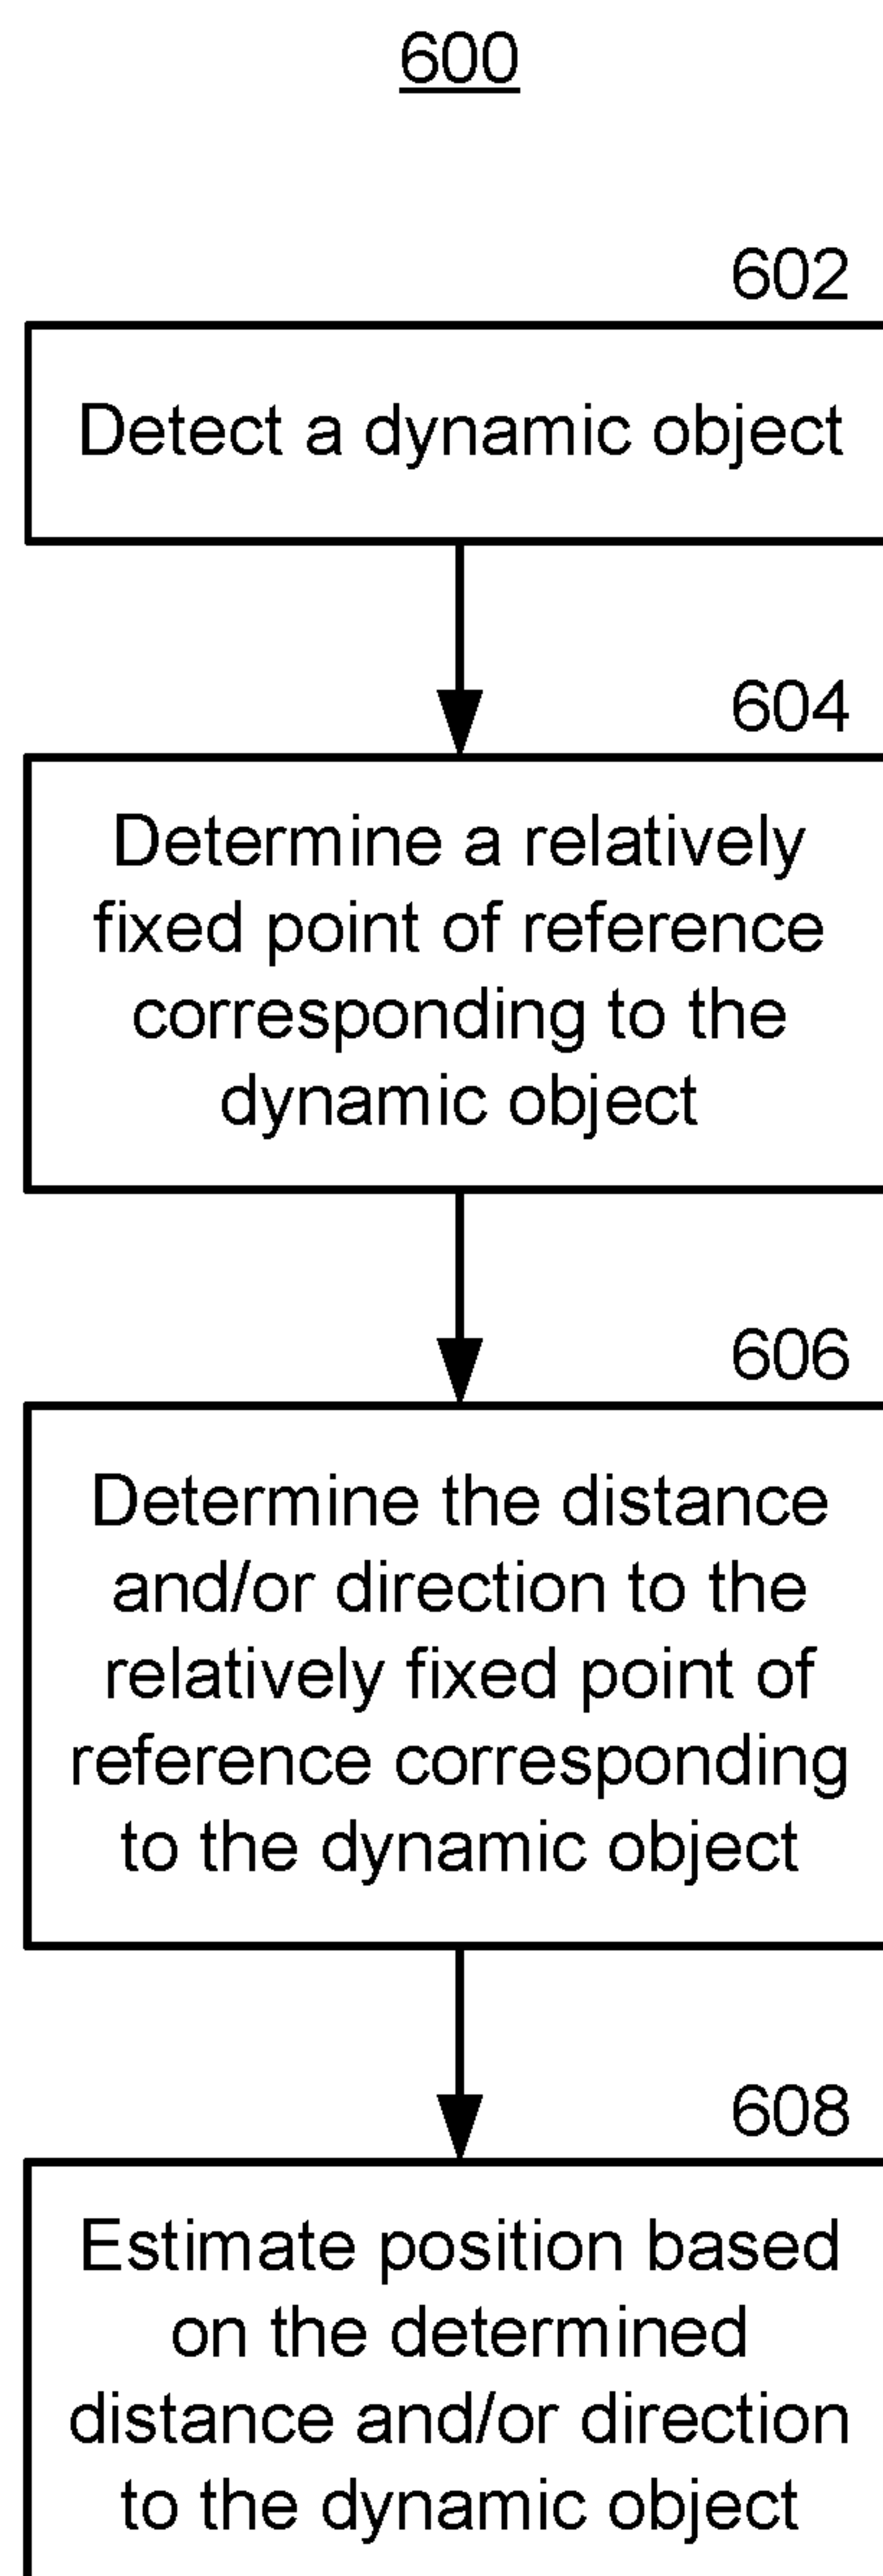 600
602
Detect a dynamic object
604
Determine a relatively
fixed point of reference
corresponding to the
dynamic object
606
Determine the distance
and/or direction to the
relatively fixed point of
reference corresponding
to the dynamic object
608
Estimate position based
on the determined
distance and/or direction
to the dynamic object